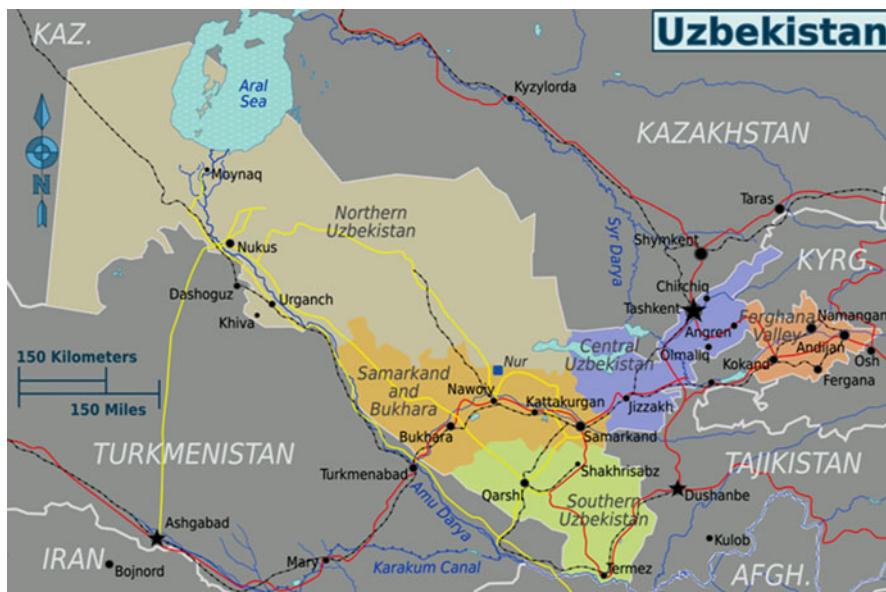 Uzbekistan
KAZ.
Aral
Sea
Kyzylorda
KAZAKHSTAN
N
Moynaq
Taras
Northern
Uzbekistan
Syr Darya
Nukus
Shymkent
KYRG.
Dashoguz
Urganch
Chirchiq
Tashkent
Khiva
Ferghana
Valley
Namangan
Angren
Andijan
Osh
Olmaliq
Kokand
Fergana
Central
Uzbekistan
150 Kilometers
150 Miles
Nur
Samarkand
and
Bukhara
Nawoiy
Kattakurgan
Jizzakh
Bukhara
Samarkand
TURKMENISTAN
Turkmenabad
Shakhrisabz
TAJIKISTAN
Qarshi
Southern
Uzbekistan
Dushanbe
Amu Darya
Ashgabad
Kulob
IRAN
Bojnord
Mary
Karakum Canal
Termez
AFGH.